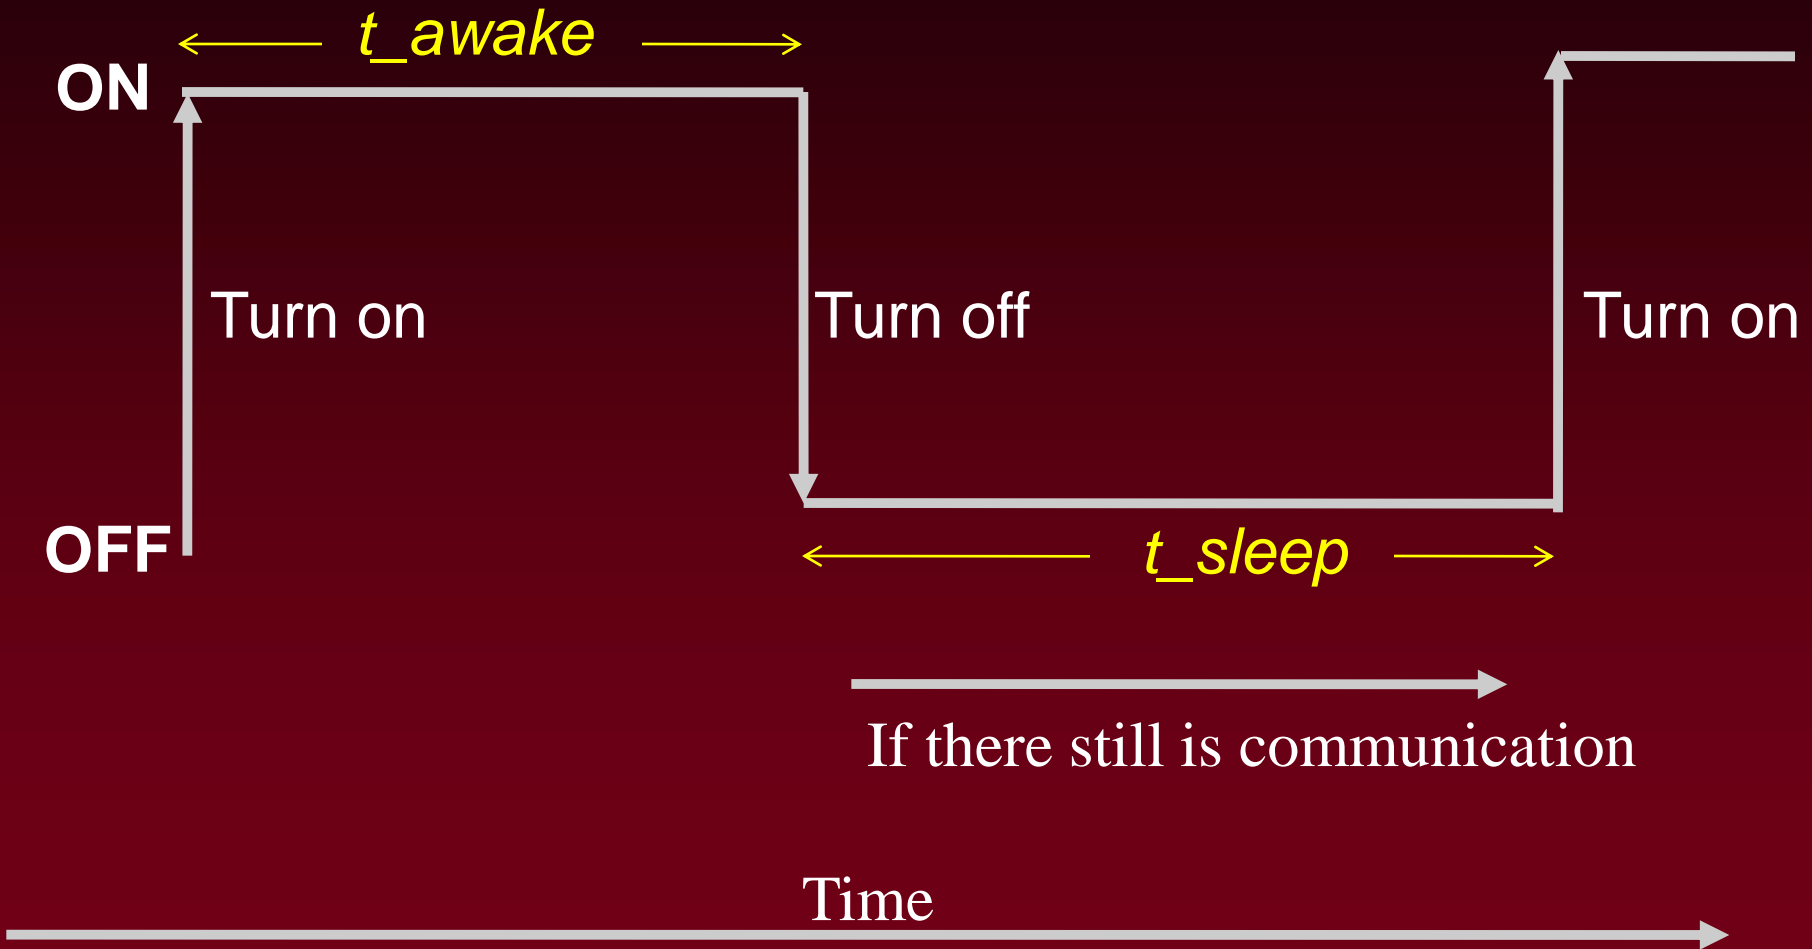 t_awake
ON
Turn on
Turn off
Turn on
OFF
t_sleep
If there still is communication
Time